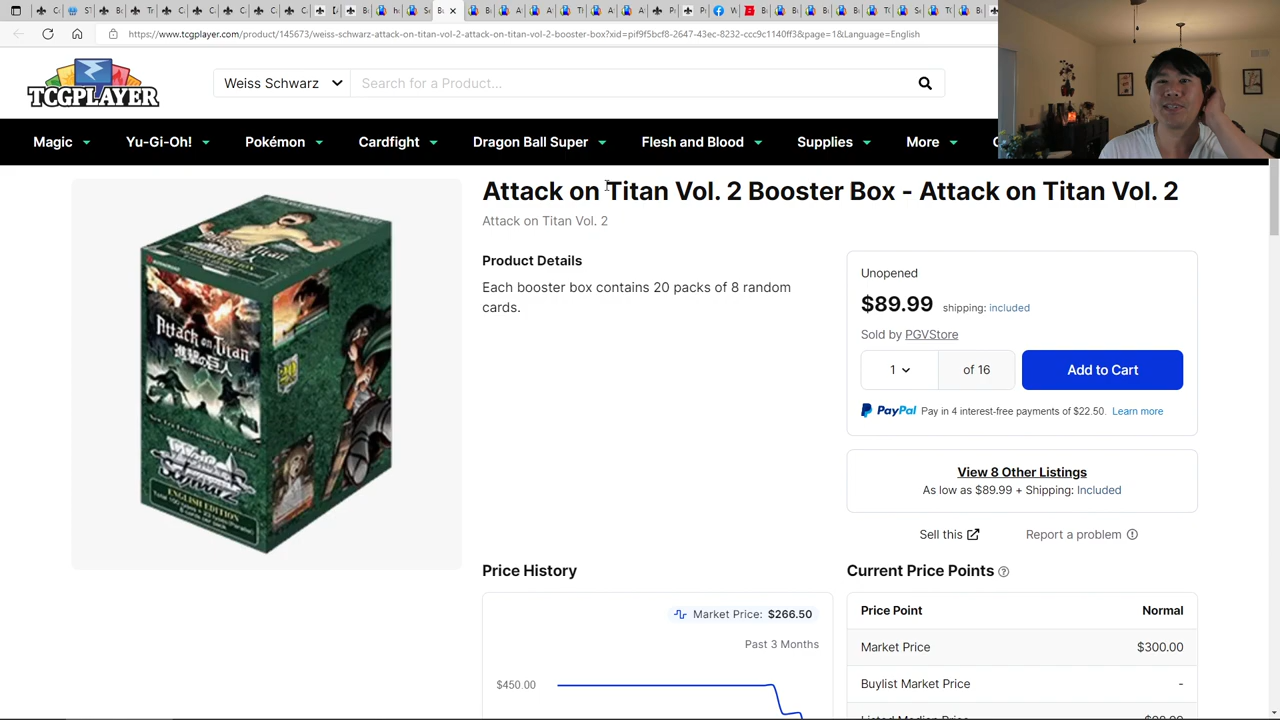 https://www.tcgplayer.com/product/145673/weiss-schwarz-attack-on-titan-vol-2-attack-on-titan-vol-2-booster-box?xid=pif9f5bcf8-2647-43ec-8232-ccc9c1140ff3&page=1&Language=English
TCGPLAYER
Weiss Schwarz
Search for a Product...
Magic
Yu-Gi-Oh!
Pokémon
Cardfight
Dragon Ball Super
Flesh and Blood
Supplies
More
Attack on Titan Vol. 2 Booster Box - Attack on Titan Vol. 2
Attack on Titan Vol. 2
Product Details
Each booster box contains 20 packs of 8 random
cards.
Attack on Titan
進撃の巨人
Weiß
Schwarz
ENGLISH EDITION
Unopened
$89.99 shipping: included
Sold by PGVStore
1 of 16
Add to Cart
PayPal Pay in 4 interest-free payments of $22.50. Learn more
View 8 Other Listings
As low as $89.99 + Shipping: Included
Sell this
Report a problem
Price History
Market Price: $266.50
Past 3 Months
$450.00
Current Price Points
Price Point Normal
Market Price $300.00
Buylist Market Price -